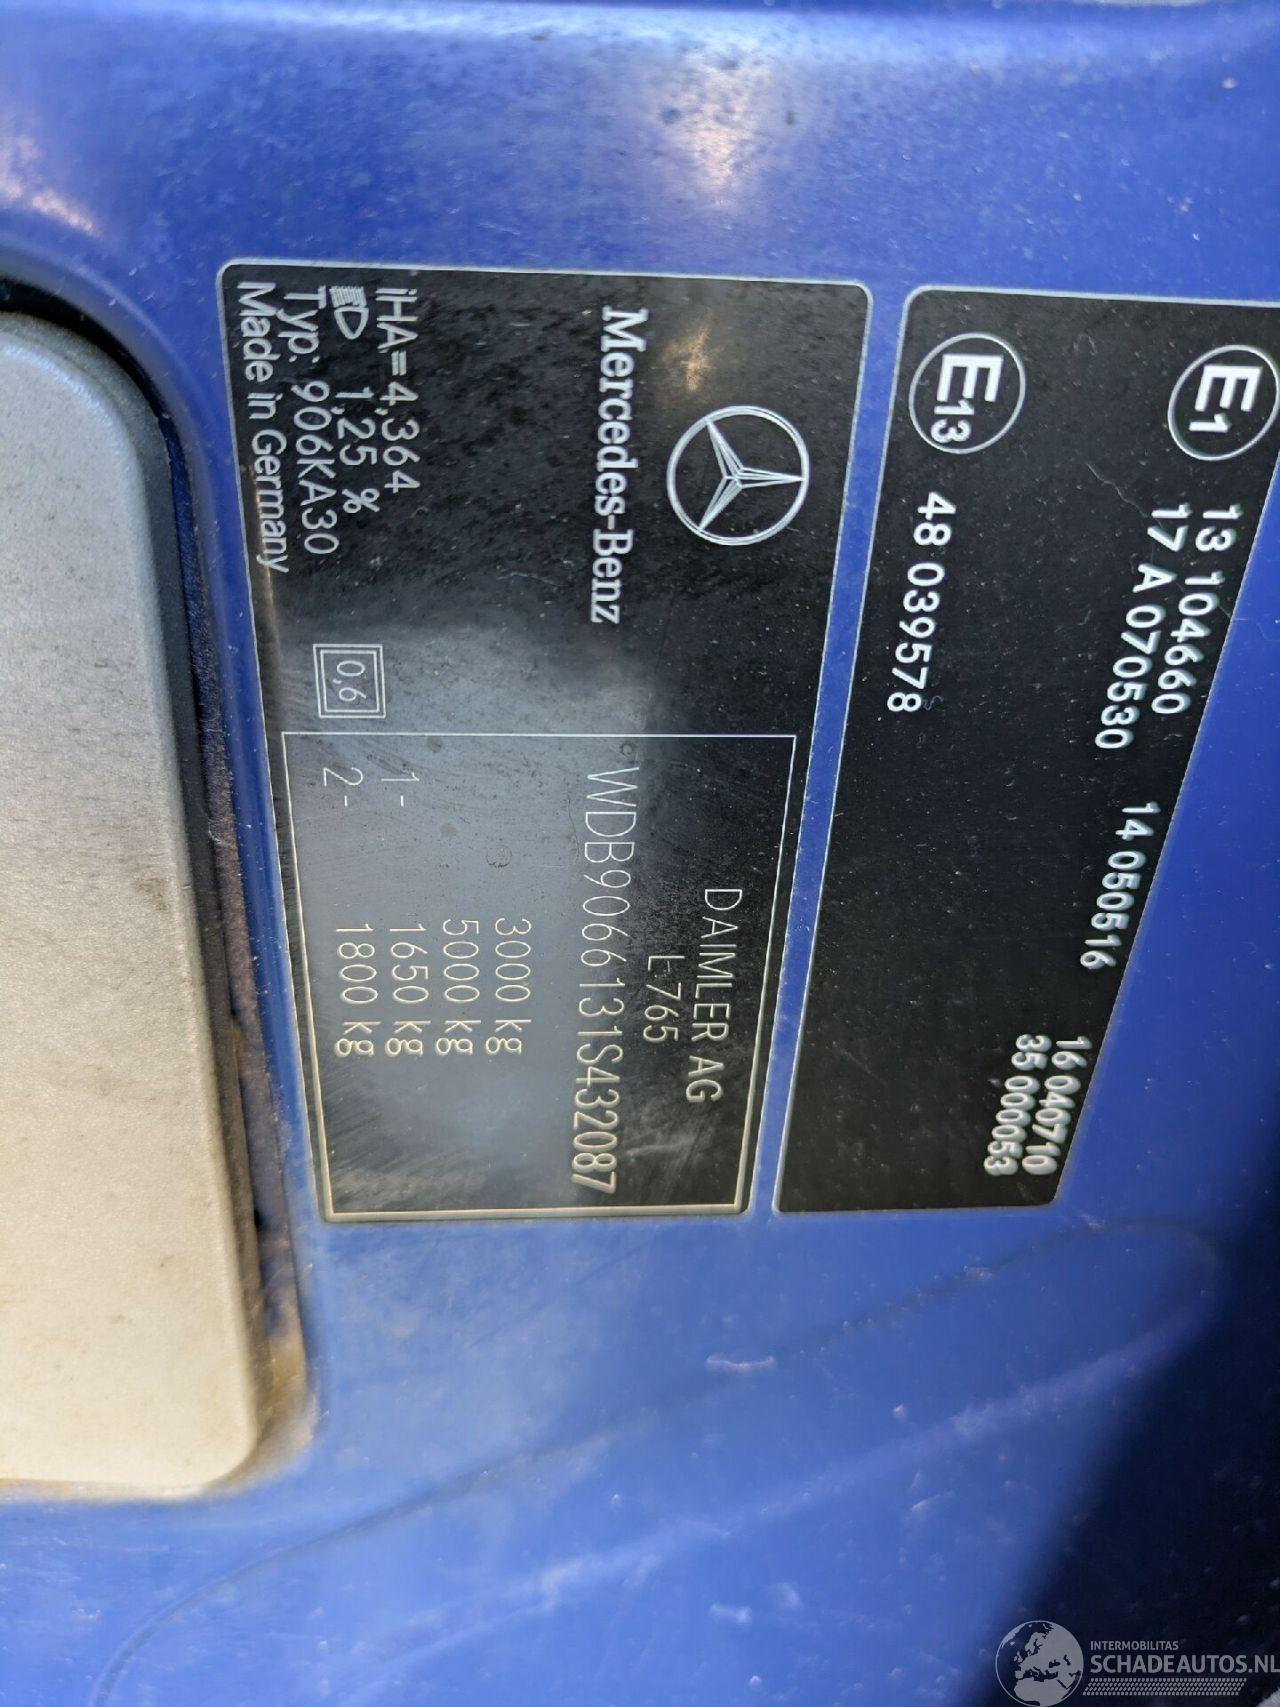 E1
13 104660
17 A 070530
14 050516
16 040710
35 000053
E13
48 039578
Mercedes-Benz
iHA=4,364
1,25 %
Typ: 906KA30
Made in Germany
0,6
DAIMLER AG
L 765
WDB9066131S432087
3000 kg
5000 kg
1- 1650 kg
2- 1800 kg
INTERMOBILITAS
SCHADEAUTOS.NL